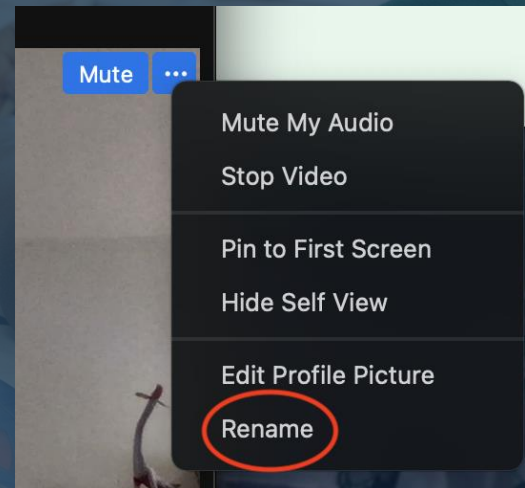 Mute ...
Mute My Audio
Stop Video
Pin to First Screen
Hide Self View
Edit Profile Picture
Rename